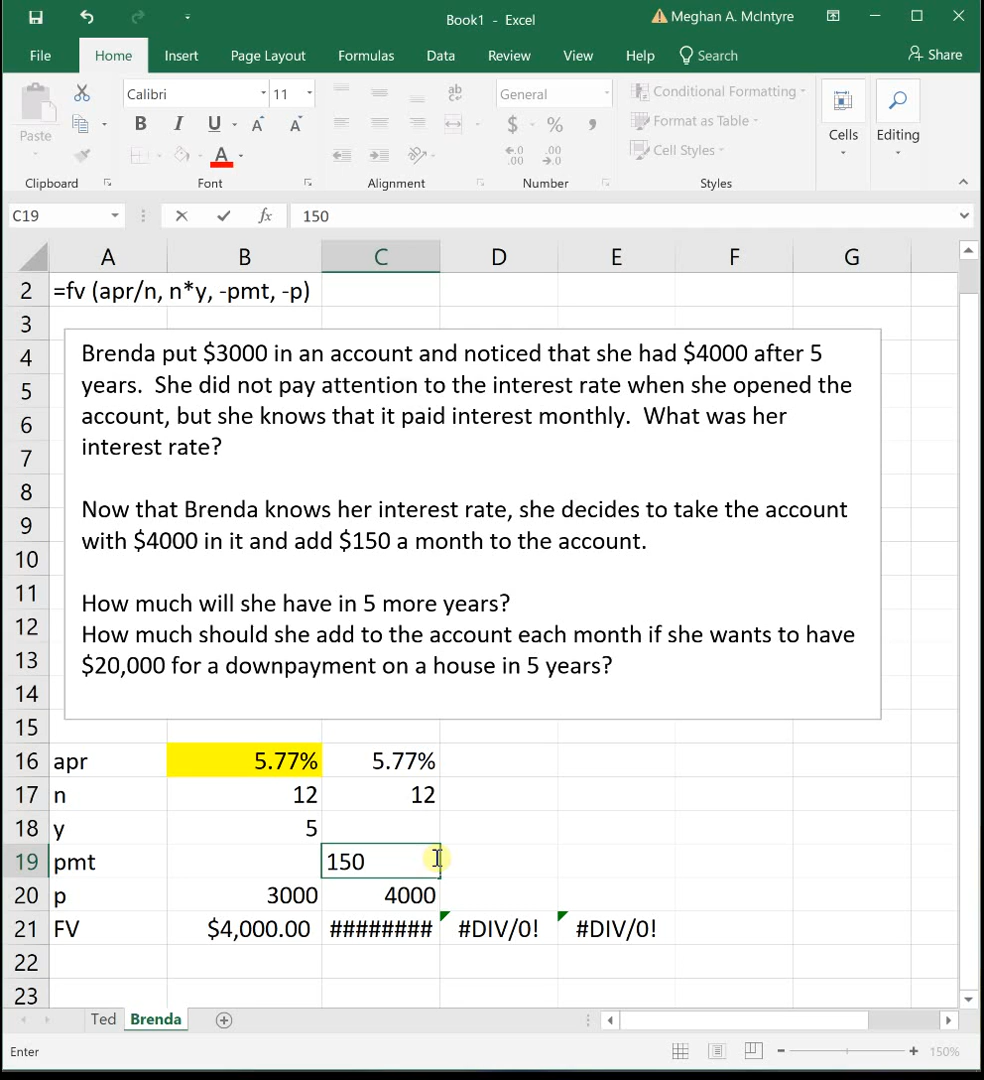 Book1 - Excel
Meghan A. McIntyre
File Home Insert Page Layout Formulas Data Review View Help Search Share
Paste
Calibri 11
B I U A A
A
ab
General
$ % ,
.00 .00
Conditional Formatting
Format as Table
Cell Styles
Cells
Editing
Clipboard Font Alignment Number Styles
C19 fx 150
A B C D E F G
2 =fv (apr/n, n*y, -pmt, -p)
3
4
5
6
7
8
9
10
11
12
13
14
15
Brenda put $3000 in an account and noticed that she had $4000 after 5
years. She did not pay attention to the interest rate when she opened the
account, but she knows that it paid interest monthly. What was her
interest rate?
Now that Brenda knows her interest rate, she decides to take the account
with $4000 in it and add $150 a month to the account.
How much will she have in 5 more years?
How much should she add to the account each month if she wants to have
$20,000 for a downpayment on a house in 5 years?
16 apr 5.77% 5.77%
17 n 12 12
18 y 5
19 pmt 150
20 p 3000 4000
21 FV $4,000.00 ######## #DIV/0! #DIV/0!
22
23
Ted Brenda
Enter 150%